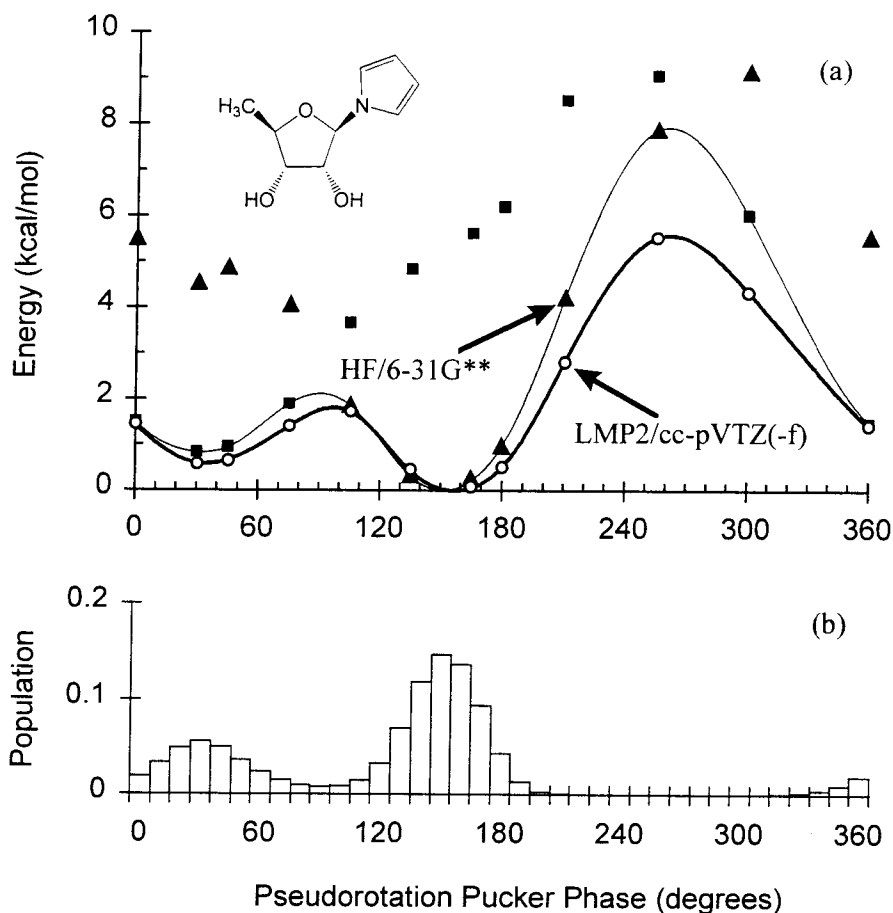 10
(a)
8
6
4
2
0
Energy (kcal/mol)
H₃C
O
N
HO
OH
HF/6-31G**
LMP2/cc-pVTZ(-f)
0 60 120 180 240 300 360
0.2
0.1
0
Population
(b)
0 60 120 180 240 300 360
Pseudorotation Pucker Phase (degrees)